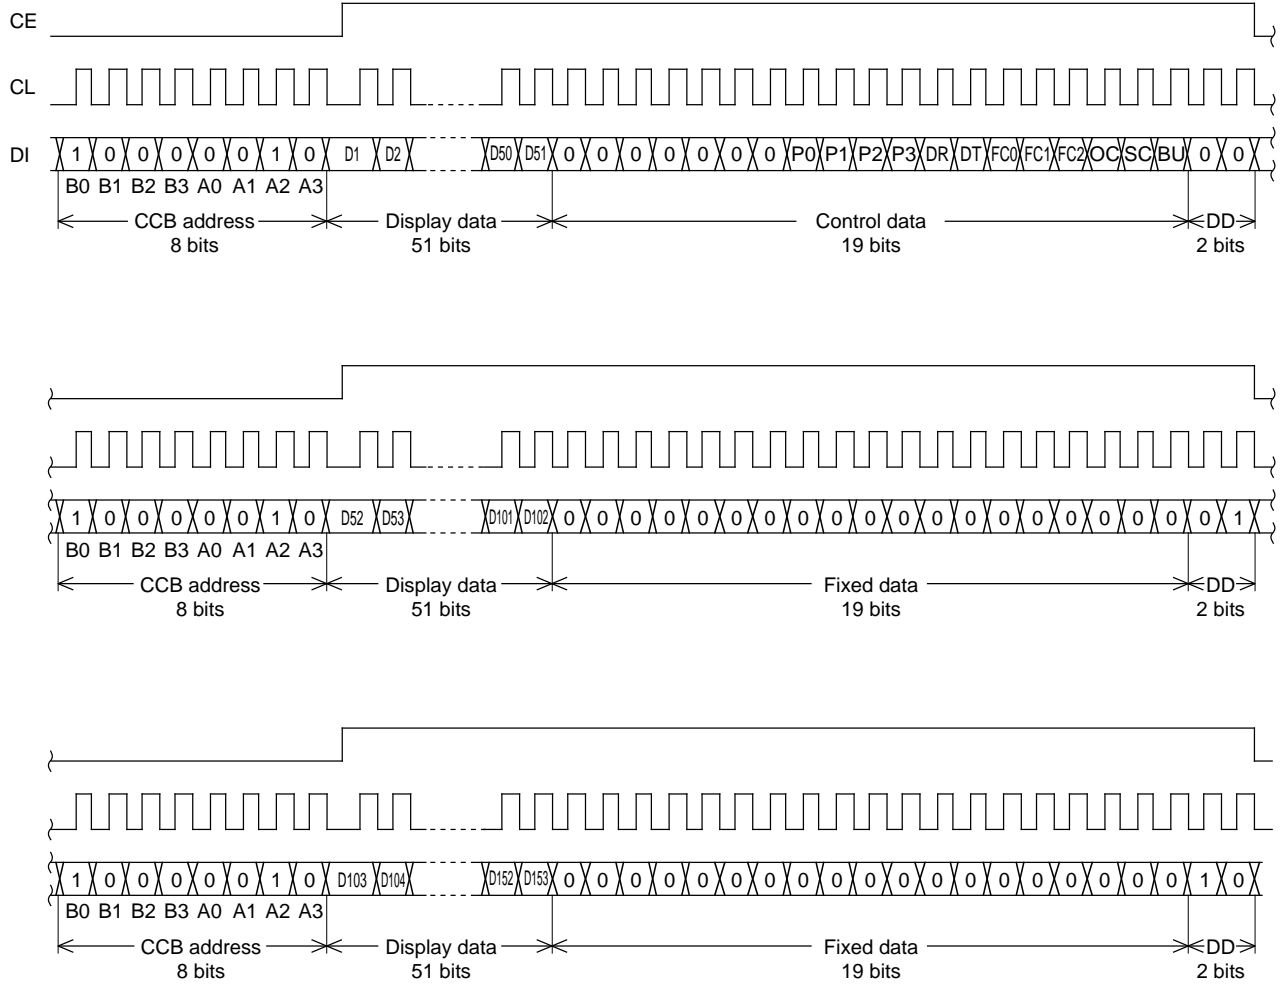 CE
CL
DI 1 0 0 0 0 0 1 0 D1 D2 D50 D51 0 0 0 0 0 0 0 P0 P1 P2 P3 DR DT FC0 FC1 FC2 OC SC BU 0 0
B0 B1 B2 B3 A0 A1 A2 A3
CCB address Display data Control data DD
8 bits 51 bits 19 bits 2 bits
1 0 0 0 0 0 1 0 D52 D53 D101 D102 0 0 0 0 0 0 0 0 0 0 0 0 0 0 0 0 0 0 0 0 1
B0 B1 B2 B3 A0 A1 A2 A3
CCB address Display data Fixed data DD
8 bits 51 bits 19 bits 2 bits
1 0 0 0 0 0 1 0 D103 D104 D152 D153 0 0 0 0 0 0 0 0 0 0 0 0 0 0 0 0 0 0 0 1 0
B0 B1 B2 B3 A0 A1 A2 A3
CCB address Display data Fixed data DD
8 bits 51 bits 19 bits 2 bits